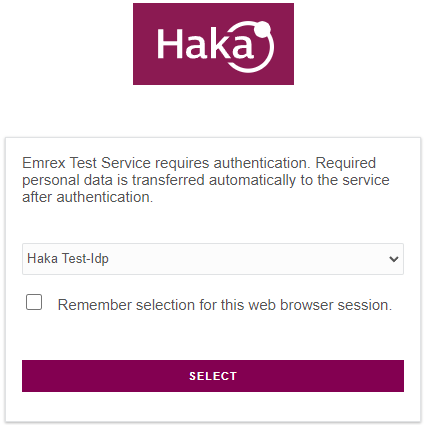 Haka
Emrex Test Service requires authentication. Required
personal data is transferred automatically to the service
after authentication.
Haka Test-Idp
Remember selection for this web browser session.
SELECT